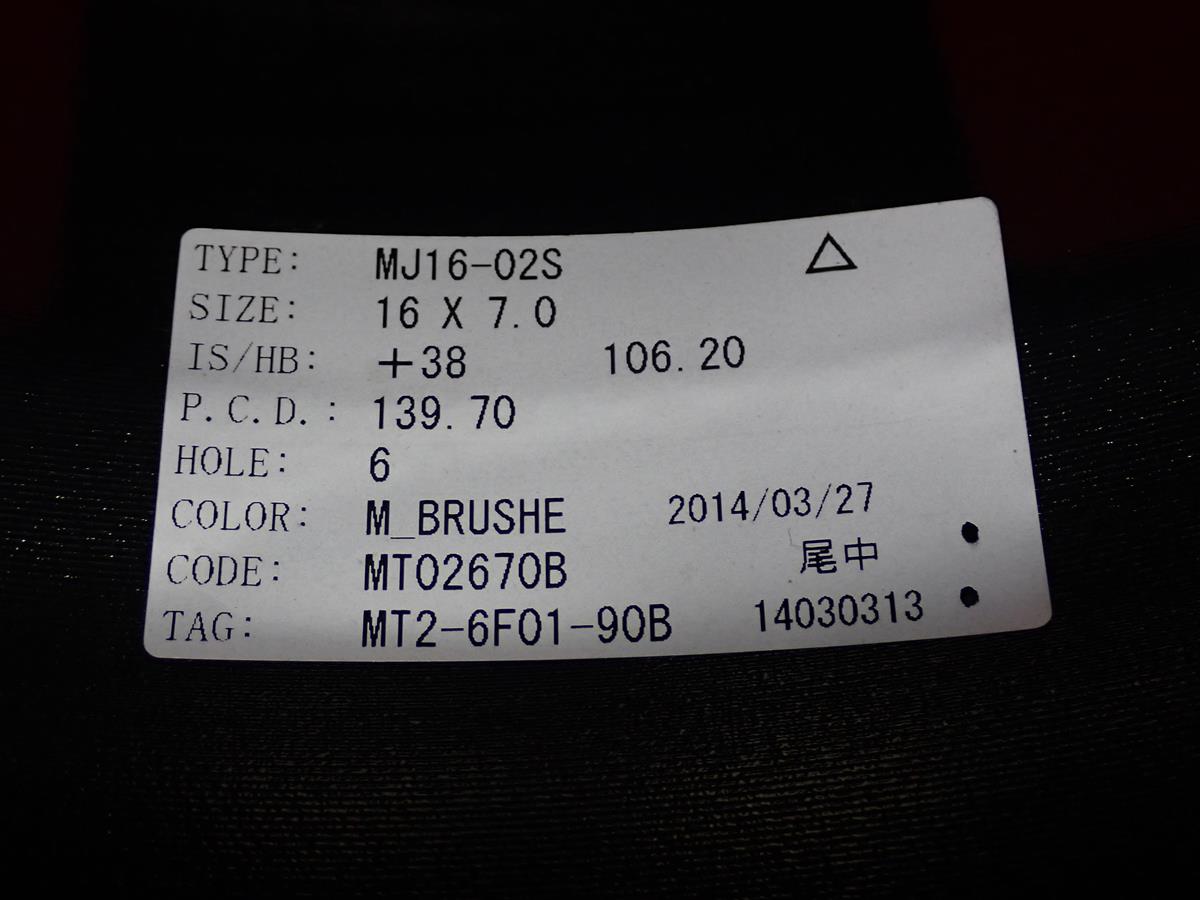 TYPE: MJ16-02S △
SIZE: 16 X 7.0
IS/HB: +38 106.20
P.C.D.: 139.70
HOLE: 6
COLOR: M_BRUSHE 2014/03/27
CODE: MT02670B 尾中
TAG: MT2-6F01-90B 14030313